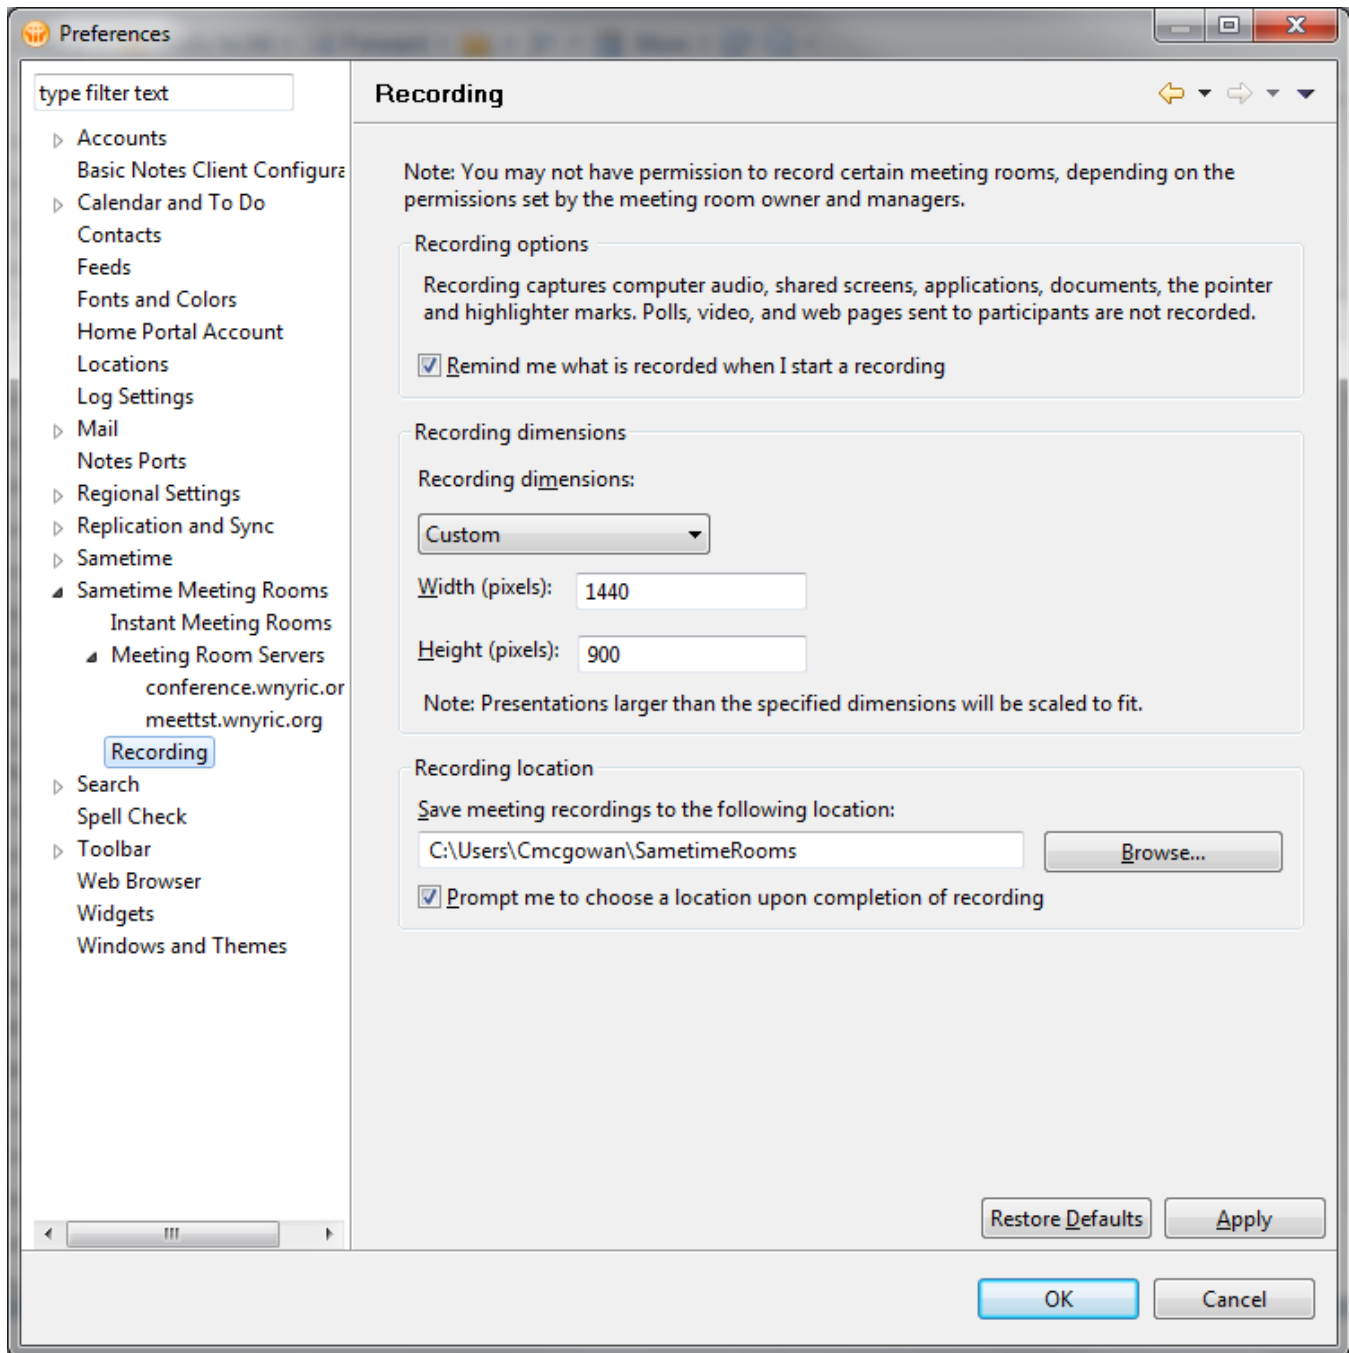 Preferences
type filter text
Accounts
Basic Notes Client Configura
Calendar and To Do
Contacts
Feeds
Fonts and Colors
Home Portal Account
Locations
Log Settings
Mail
Notes Ports
Regional Settings
Replication and Sync
Sametime
Sametime Meeting Rooms
Instant Meeting Rooms
Meeting Room Servers
conference.wnyric.or
meettst.wnyric.org
Recording
Search
Spell Check
Toolbar
Web Browser
Widgets
Windows and Themes
Recording
Note: You may not have permission to record certain meeting rooms, depending on the
permissions set by the meeting room owner and managers.
Recording options
Recording captures computer audio, shared screens, applications, documents, the pointer
and highlighter marks. Polls, video, and web pages sent to participants are not recorded.
Remind me what is recorded when I start a recording
Recording dimensions
Recording dimensions:
Custom
Width (pixels): 1440
Height (pixels): 900
Note: Presentations larger than the specified dimensions will be scaled to fit.
Recording location
Save meeting recordings to the following location:
C:\Users\Cmcgowan\SametimeRooms Browse...
Prompt me to choose a location upon completion of recording
Restore Defaults Apply
OK Cancel